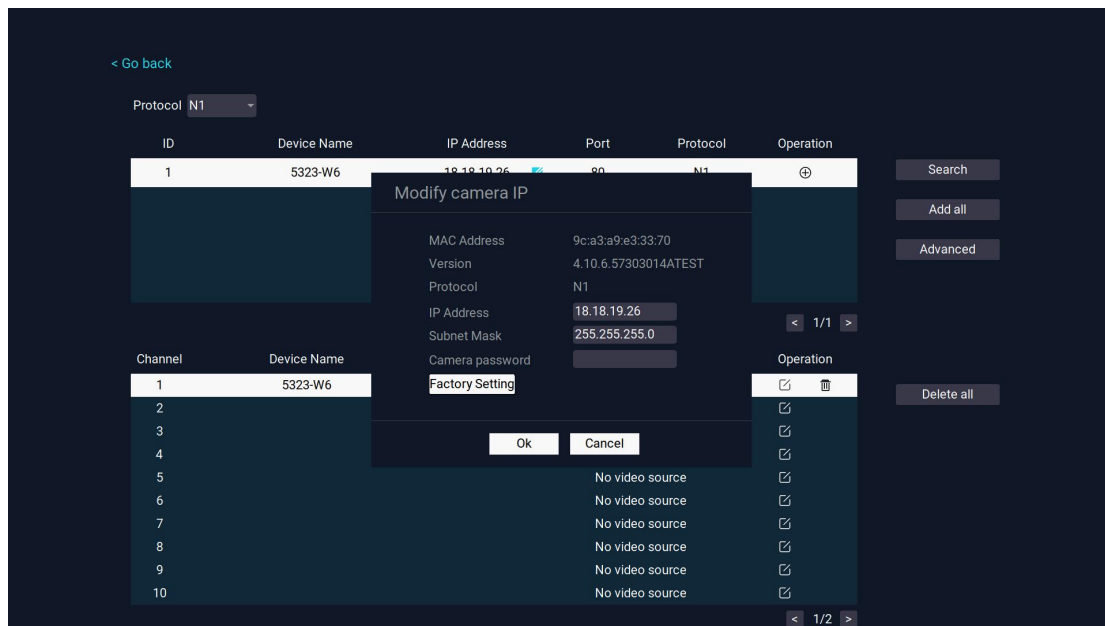 < Go back
Protocol N1
ID Device Name IP Address Port Protocol Operation
1 5323-W6 18.18.19.26 80 N1
Search
Add all
Advanced
Modify camera IP
MAC Address 9c:a3:a9:e3:33:70
Version 4.10.6.57303014ATEST
Protocol N1
IP Address 18.18.19.26
Subnet Mask 255.255.255.0
Camera password
Factory Setting
Ok Cancel
< 1/1 >
Channel Device Name Operation
1 5323-W6
Delete all
2
3
4
5 No video source
6 No video source
7 No video source
8 No video source
9 No video source
10 No video source
< 1/2 >